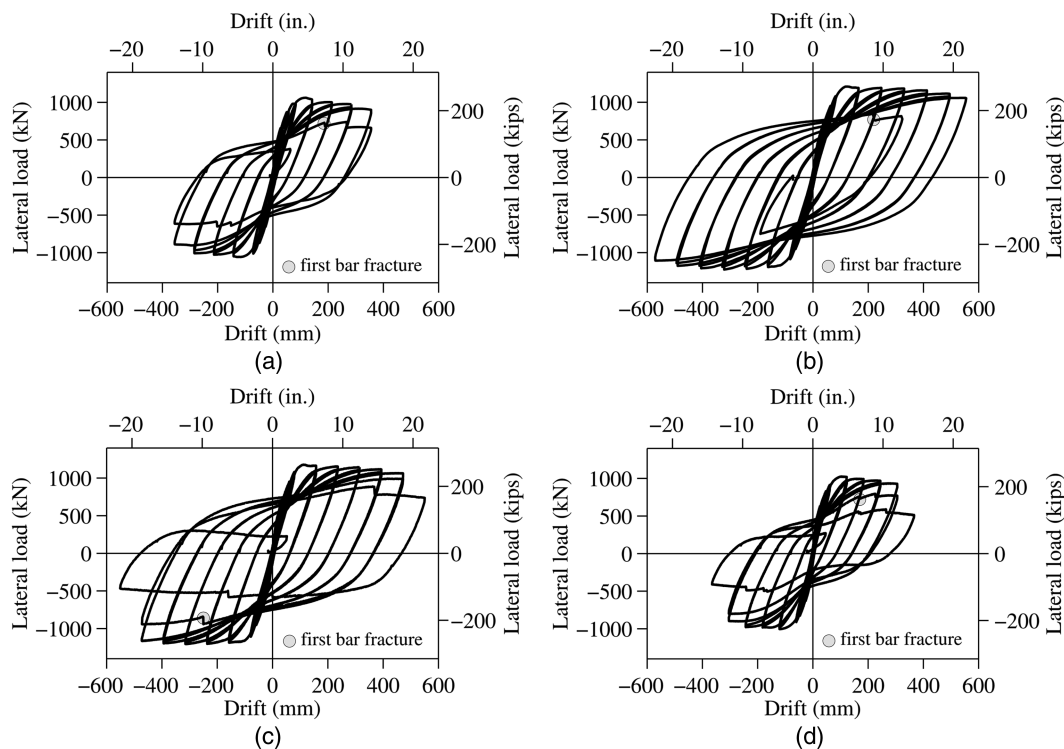 Drift (in.)
−20 −10 0 10 20
Lateral load (kN)
1000
500
0
−500
−1000
200
0
−200
Lateral load (kips)
first bar fracture
−600 −400 −200 0 200 400 600
Drift (mm)
(a)
Drift (in.)
−20 −10 0 10 20
Lateral load (kN)
1000
500
0
−500
−1000
200
0
−200
Lateral load (kips)
first bar fracture
−600 −400 −200 0 200 400 600
Drift (mm)
(b)
Drift (in.)
−20 −10 0 10 20
Lateral load (kN)
1000
500
0
−500
−1000
200
0
−200
Lateral load (kips)
first bar fracture
−600 −400 −200 0 200 400 600
Drift (mm)
(c)
Drift (in.)
−20 −10 0 10 20
Lateral load (kN)
1000
500
0
−500
−1000
200
0
−200
Lateral load (kips)
first bar fracture
−600 −400 −200 0 200 400 600
Drift (mm)
(d)